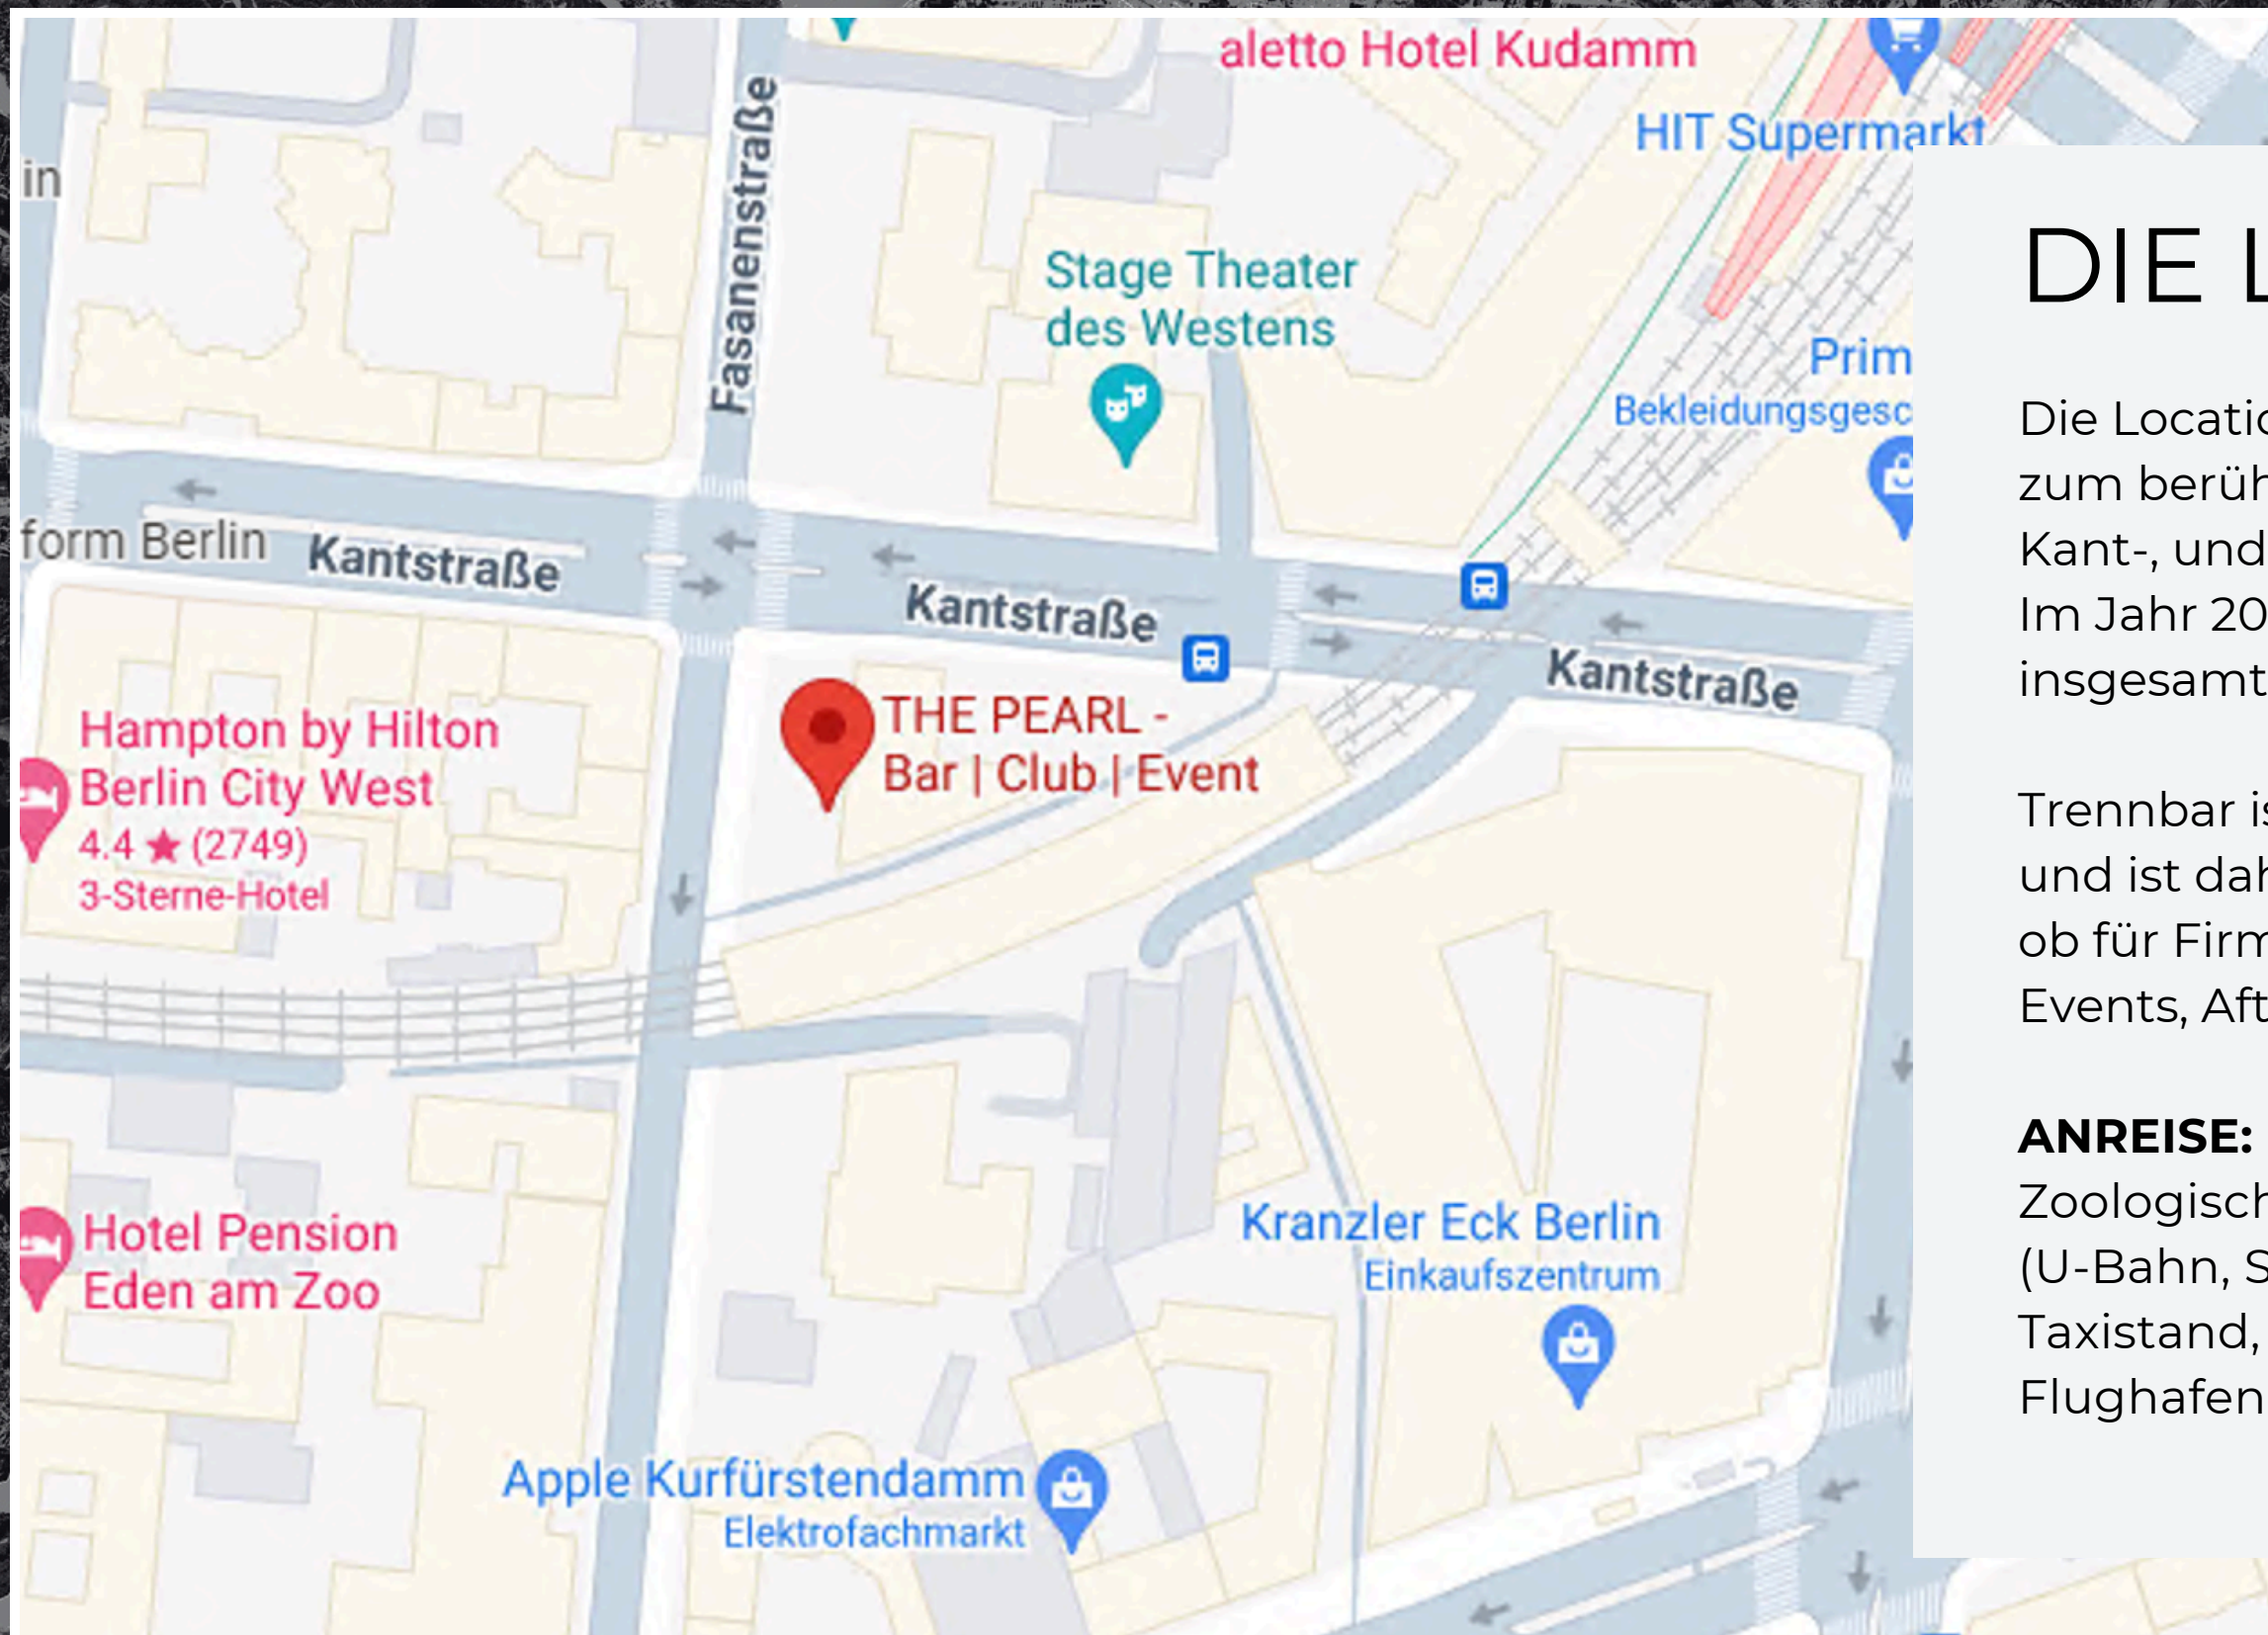 aletto Hotel Kudamm
HIT Supermarkt
in
Fasanenstraße
Stage Theater
des Westens
Prim
Bekleidungsgesc
form Berlin
Kantstraße
Kantstraße
Kantstraße
THE PEARL -
Bar | Club | Event
Hampton by Hilton
Berlin City West
4.4 ★ (2749)
3-Sterne-Hotel
Hotel Pension
Eden am Zoo
Kranzler Eck Berlin
Einkaufszentrum
Apple Kurfürstendamm
Elektrofachmarkt
DIE L
Die Locatio
zum berüh
Kant-, und
Im Jahr 20
insgesamt
Trennbar is
und ist dah
ob für Firm
Events, Aft
ANREISE:
Zoologisch
(U-Bahn, S
Taxistand,
Flughafen